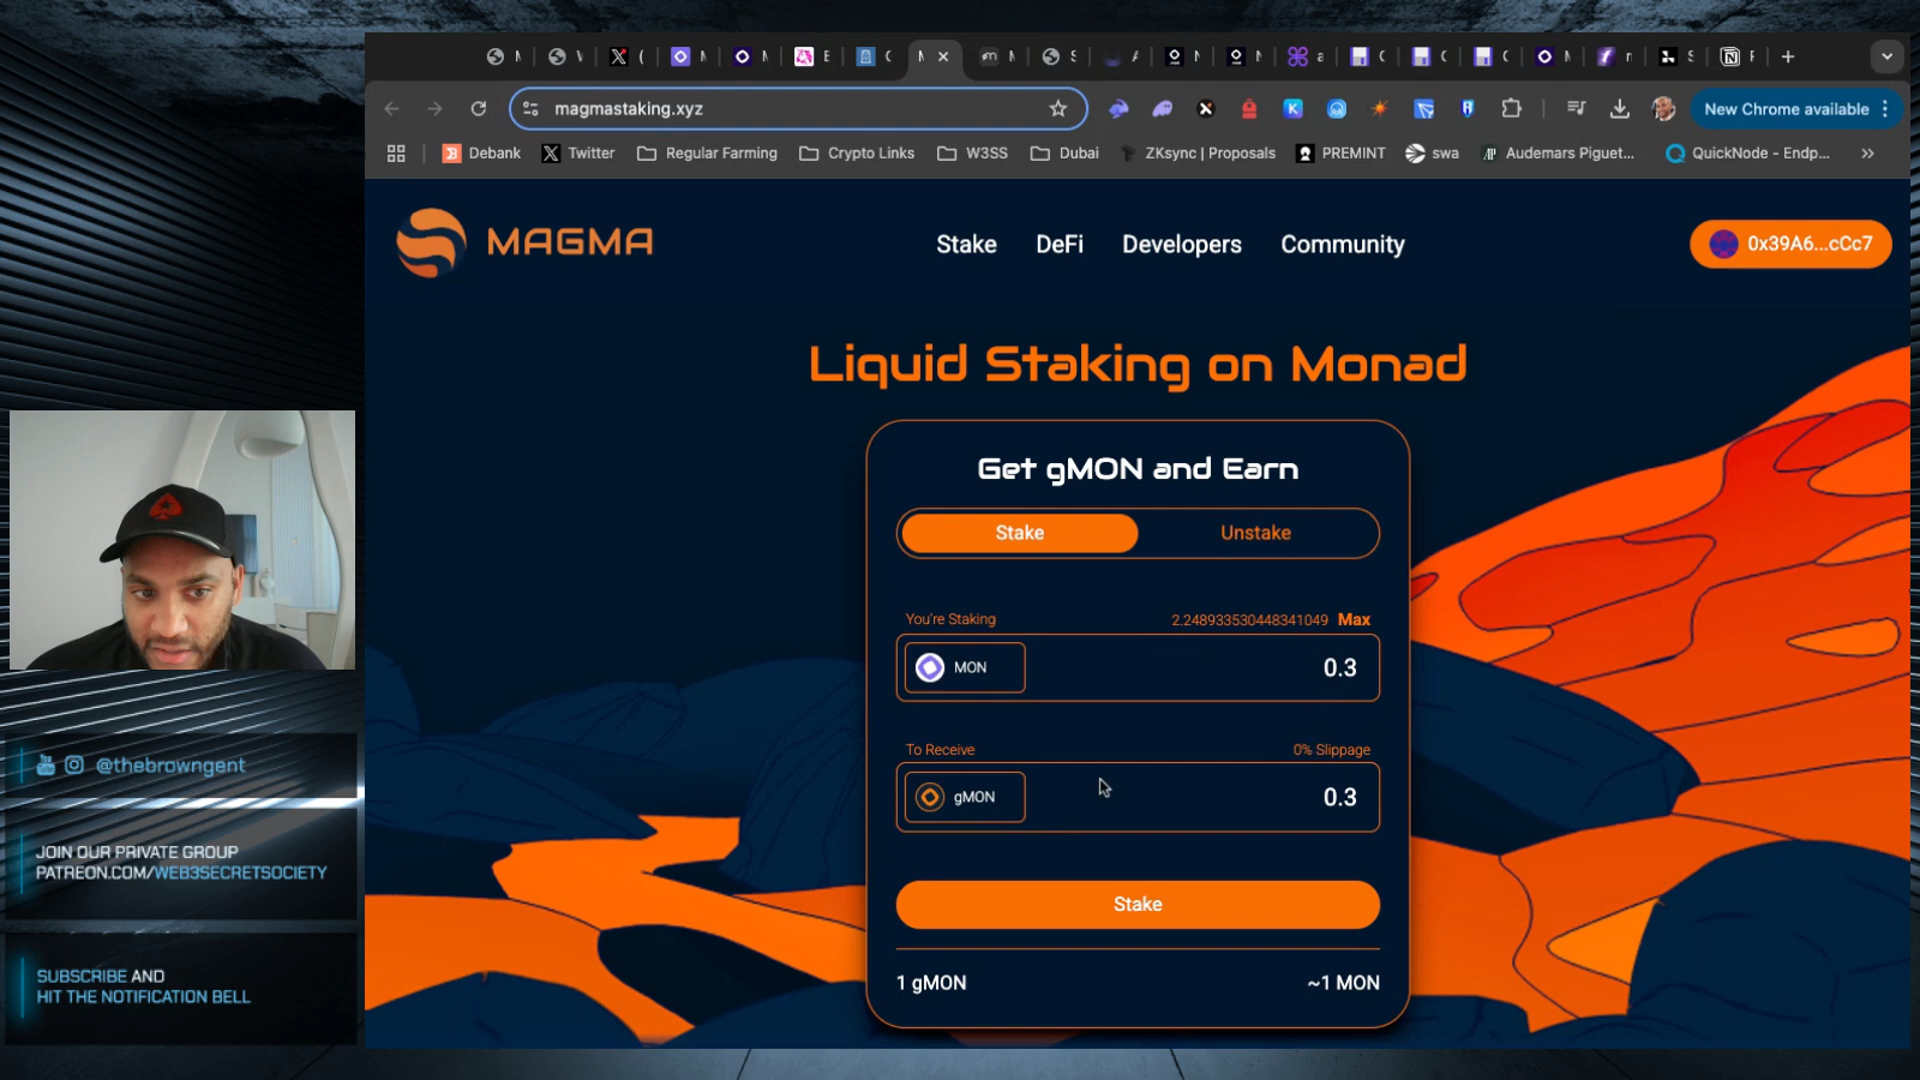 magmastaking.xyz
New Chrome available
Debank
Twitter
Regular Farming
Crypto Links
W3SS
Dubai
ZKsync | Proposals
PREMINT
swa
Audemars Piguet...
QuickNode - Endp...
MAGMA
Stake
DeFi
Developers
Community
0x39A6...cCc7
Liquid Staking on Monad
Get gMON and Earn
Stake
Unstake
You're Staking
2.248933530448341049 Max
MON
0.3
To Receive
0% Slippage
gMON
0.3
Stake
1 gMON
~1 MON
@thebrowngent
JOIN OUR PRIVATE GROUP
PATREON.COM/WEB3SECRETSOCIETY
SUBSCRIBE AND
HIT THE NOTIFICATION BELL